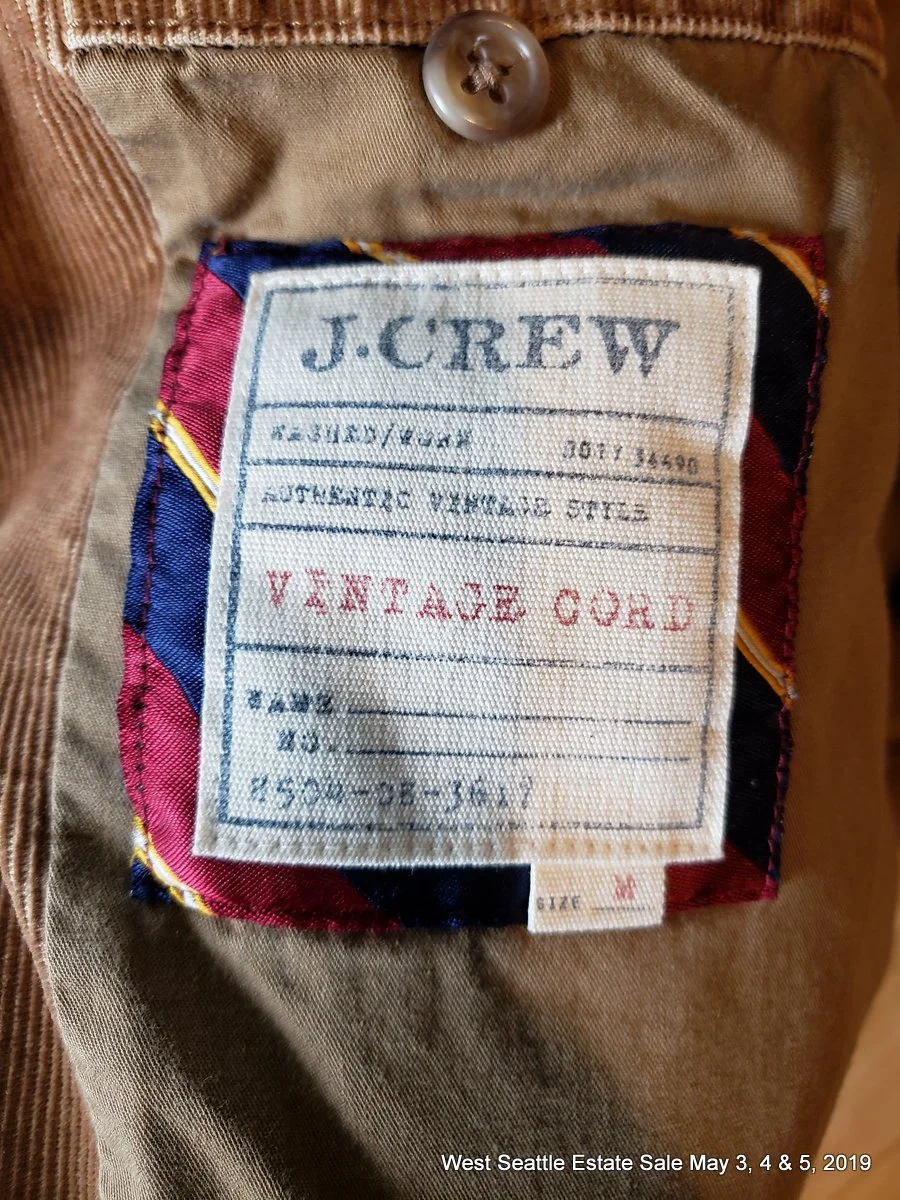 J.CREW
WASHED/WORN
AUTHENTIC VINTAGE STYLE
VINTAGE CORD
NAME
NO.
SIZE M
West Seattle Estate Sale May 3, 4 & 5, 2019